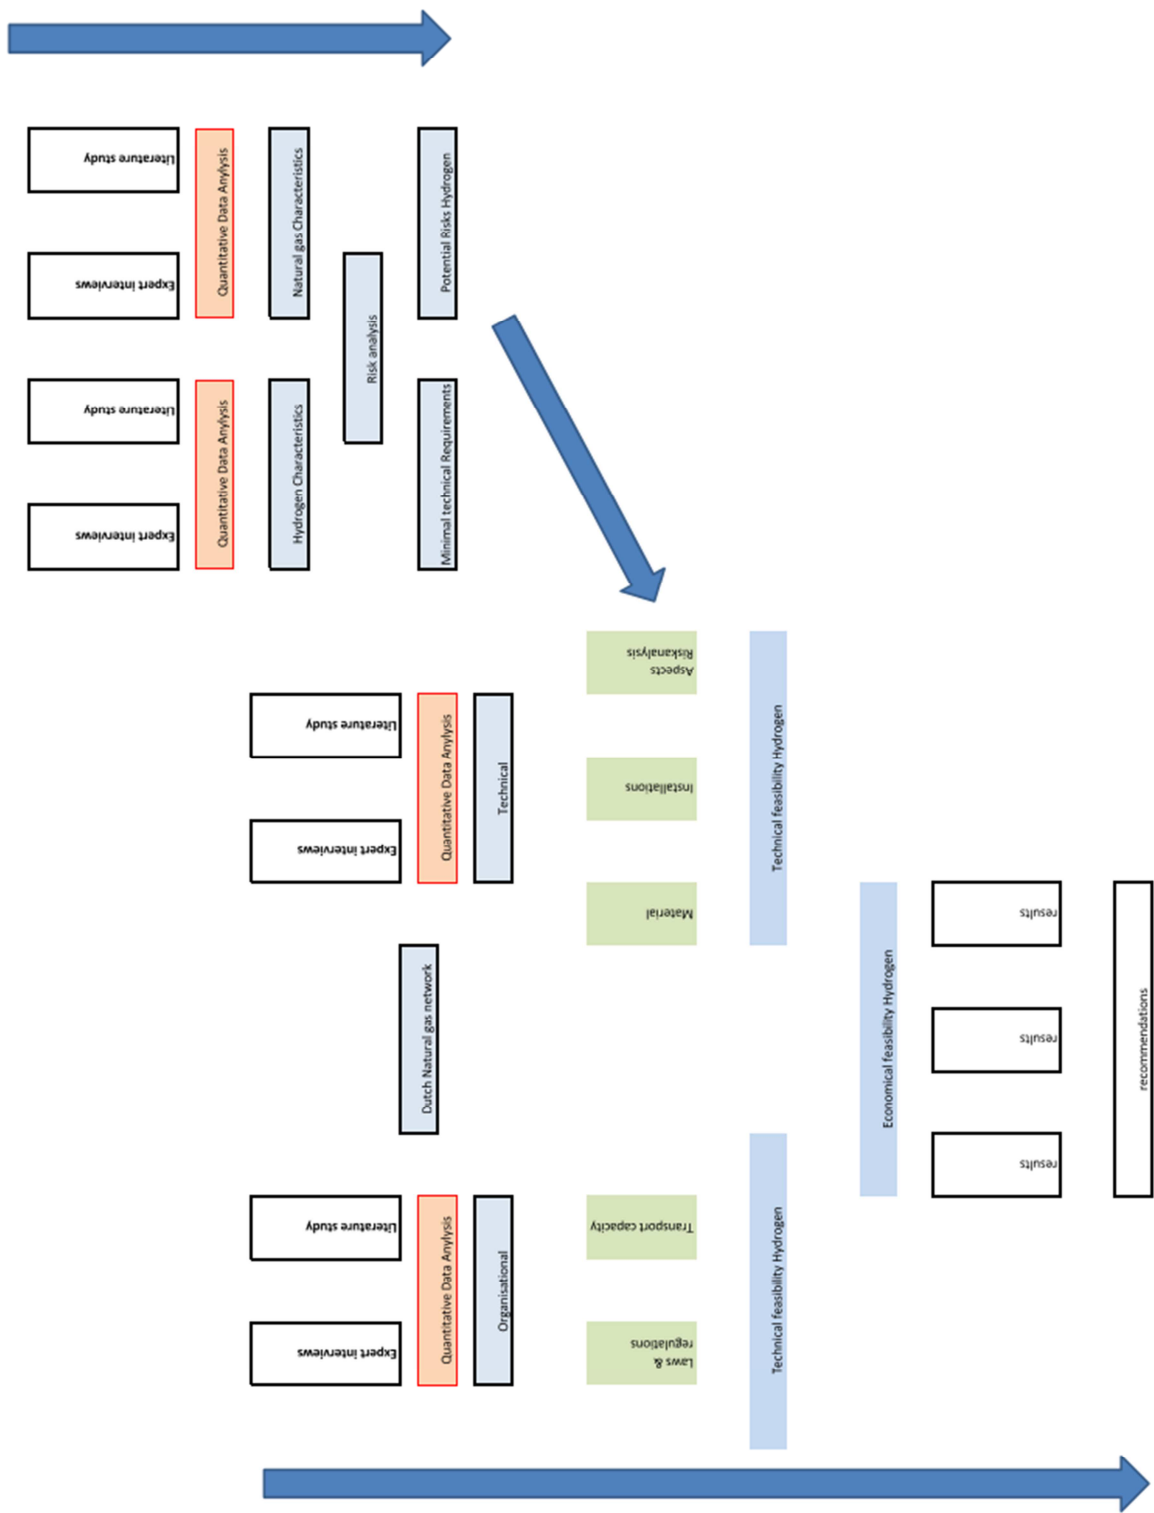 Literature study
Expert interviews
Literature study
Expert interviews
Quantitative Data Anylysis
Quantitative Data Anylysis
Natural gas Characteristics
Hydrogen Characteristics
Risk analysis
Potential Risks Hydrogen
Minimal technical Requirements
Literature study
Expert interviews
Quantitative Data Anylysis
Technical
Dutch Natural gas network
Literature study
Expert interviews
Quantitative Data Anylysis
Organisational
Aspects
Riskanalysis
Installations
Material
Transport capacity
Laws &
regulations
Technical feasibility Hydrogen
Technical feasibility Hydrogen
Economical feasibility Hydrogen
results
results
results
recommendations